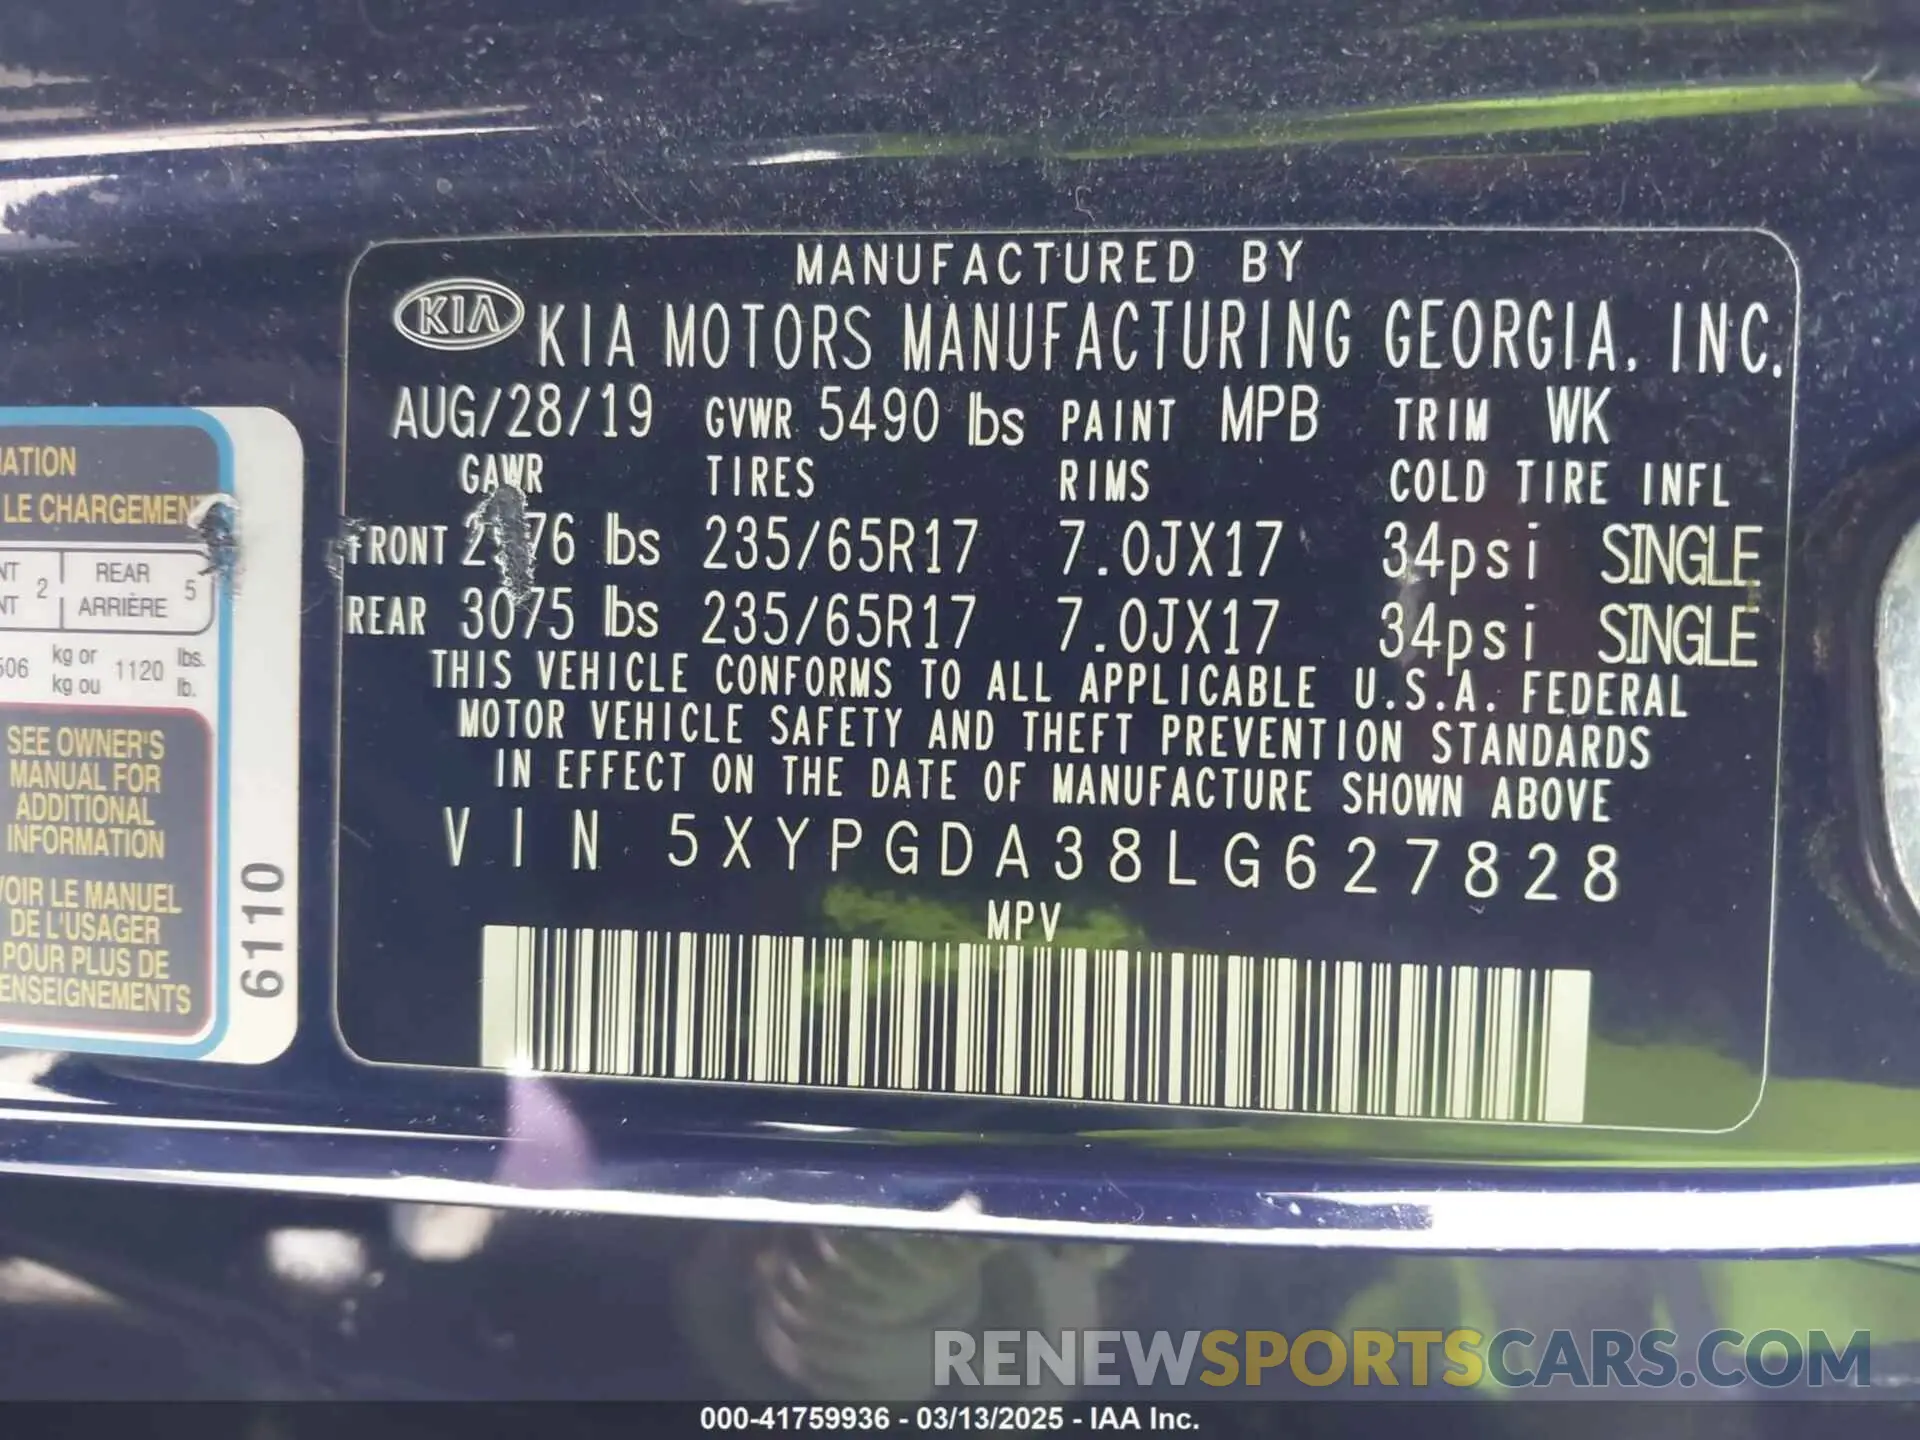 MANUFACTURED BY
KIA KIA MOTORS MANUFACTURING GEORGIA, INC.
AUG/28/19 GVWR 5490 lbs PAINT MPB TRIM WK
GAWR TIRES RIMS COLD TIRE INFL
FRONT lbs 235/65R17 7.0JX17 34psi SINGLE
REAR 3075 lbs 235/65R17 7.0JX17 34psi SINGLE
THIS VEHICLE CONFORMS TO ALL APPLICABLE U.S.A. FEDERAL
MOTOR VEHICLE SAFETY AND THEFT PREVENTION STANDARDS
IN EFFECT ON THE DATE OF MANUFACTURE SHOWN ABOVE
VIN 5XYPGDA38LG627828
MPV
LE CHARGEMENT
2 REAR 5
ARRIÈRE
kg or 1120 lbs.
kg ou lb.
SEE OWNER'S
MANUAL FOR
ADDITIONAL
INFORMATION
VOIR LE MANUEL
DE L'USAGER
POUR PLUS DE
RENSEIGNEMENTS
6110
RENEWSPORTSCARS.COM
000-41759936 - 03/13/2025 - IAA Inc.